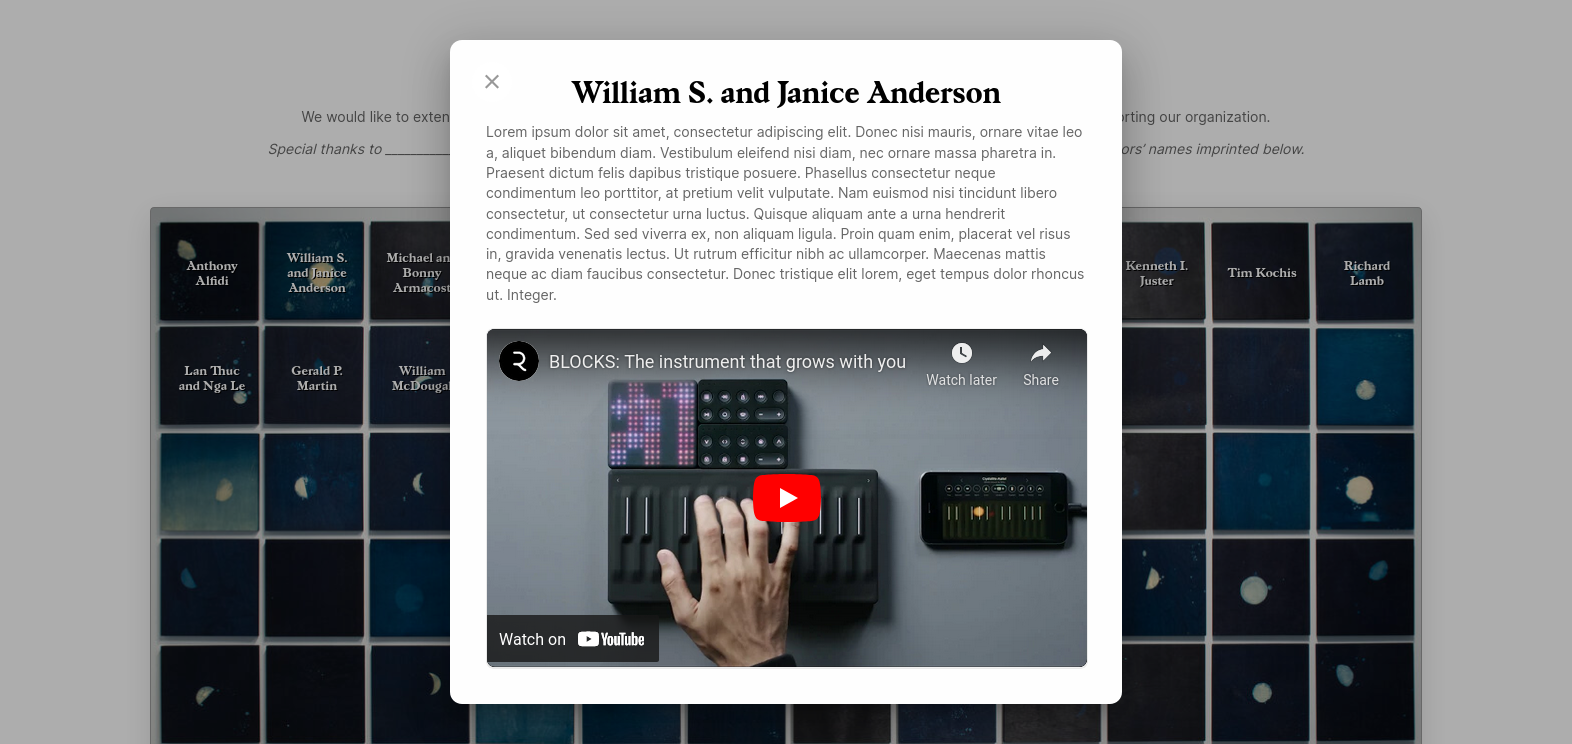 William S. and Janice Anderson
We would like to exten
orting our organization.
Special thanks to ___________
ors' names imprinted below.
Lorem ipsum dolor sit amet, consectetur adipiscing elit. Donec nisi mauris, ornare vitae leo
a, aliquet bibendum diam. Vestibulum eleifend nisi diam, nec ornare massa pharetra in.
Praesent dictum felis dapibus tristique posuere. Phasellus consectetur neque
condimentum leo porttitor, at pretium velit vulputate. Nam euismod nisi tincidunt libero
consectetur, ut consectetur urna luctus. Quisque aliquam ante a urna hendrerit
condimentum. Sed sed viverra ex, non aliquam ligula. Proin quam enim, placerat vel risus
in, gravida venenatis lectus. Ut rutrum efficitur nibh ac ullamcorper. Maecenas mattis
neque ac diam faucibus consectetur. Donec tristique elit lorem, eget tempus dolor rhoncus
ut. Integer.
BLOCKS: The instrument that grows with you
Watch later
Share
Watch on YouTube
Anthony
Alfidi
William S.
and Janice
Anderson
Michael an
Bonny
Armacost
Kenneth I.
Juster
Tim Kochis
Richard
Lamb
Lan Thuc
and Nga Le
Gerald P.
Martin
William
McDougal